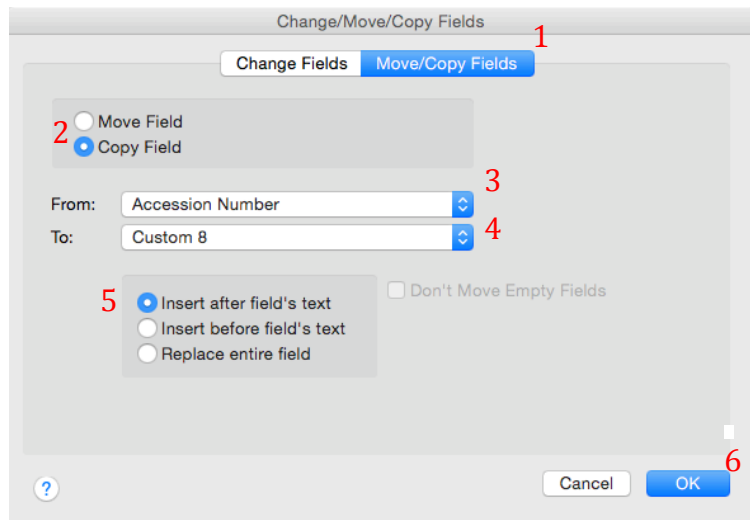 Change/Move/Copy Fields
1
Change Fields Move/Copy Fields
Move Field
2
Copy Field
3
From: Accession Number
4
To: Custom 8
5
Insert after field's text Don't Move Empty Fields
Insert before field's text
Replace entire field
6
? Cancel OK